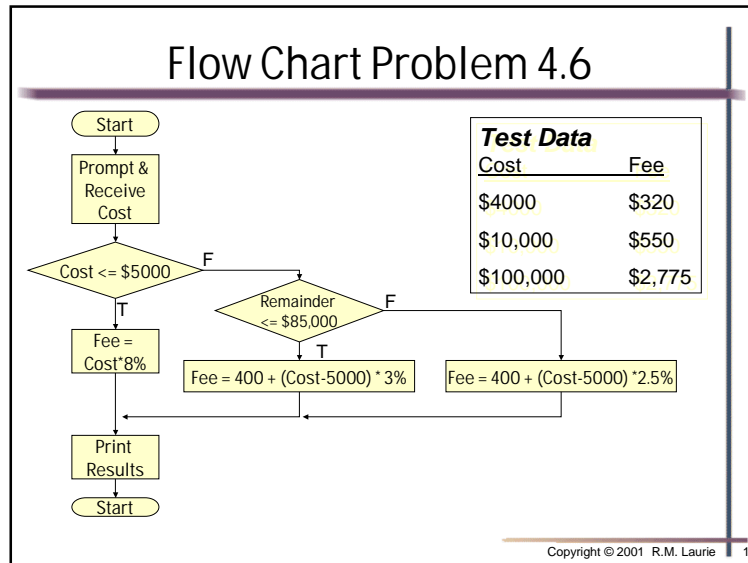 Flow Chart Problem 4.6
Start
Prompt &
Receive
Cost
Cost <= $5000
F
T
Fee =
Cost*8%
Remainder
<= $85,000
F
T
Fee = 400 + (Cost-5000) * 3%
Fee = 400 + (Cost-5000) *2.5%
Print
Results
Start
Test Data
Cost Fee
$4000 $320
$10,000 $550
$100,000 $2,775
Copyright © 2001 R.M. Laurie 1